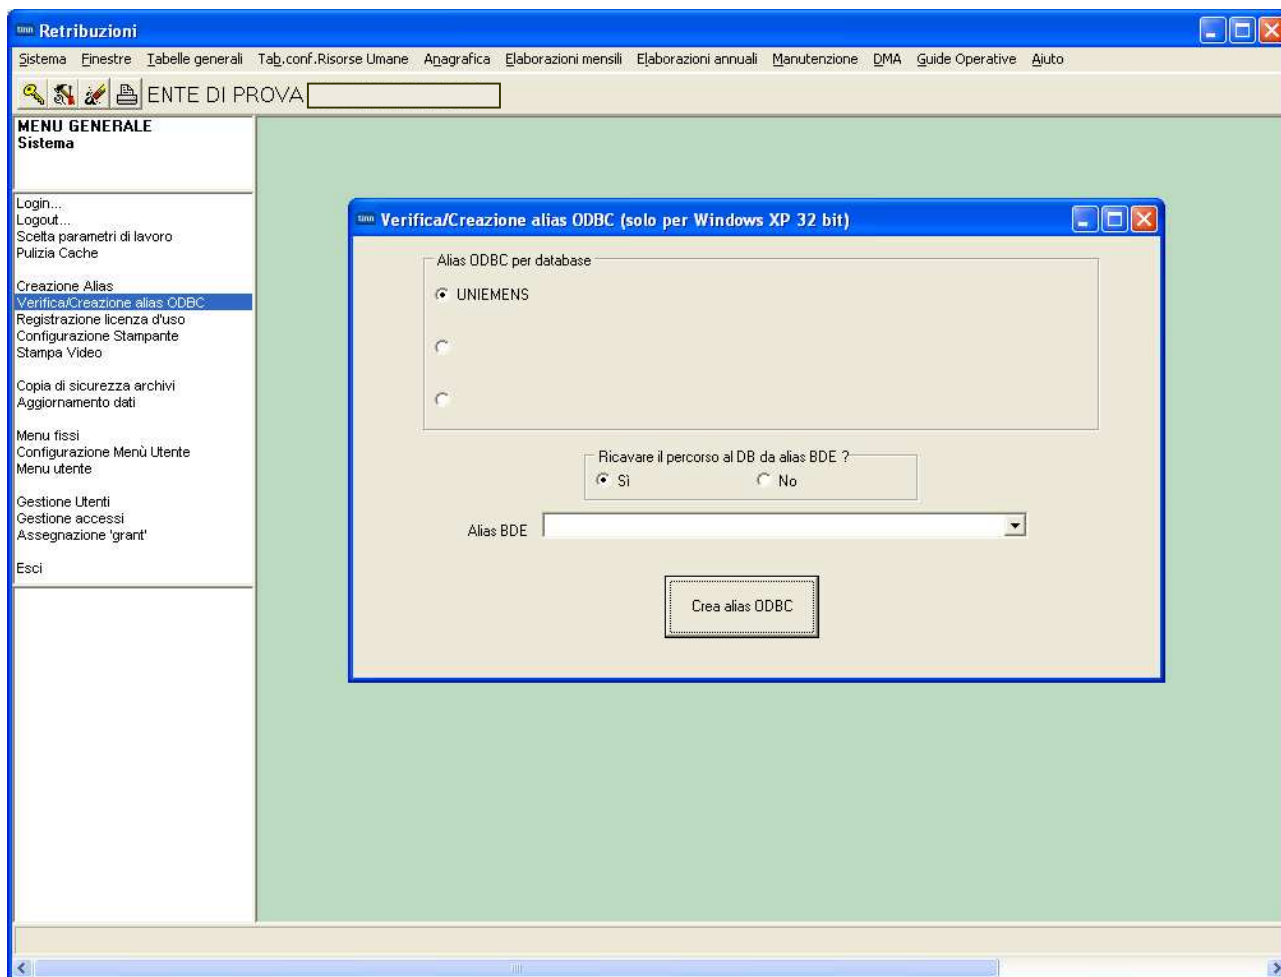 tinn Retribuzioni
Sistema Finestre Tabelle generali Tab.conf.Risorse Umane Anagrafica Elaborazioni mensili Elaborazioni annuali Manutenzione DMA Guide Operative Aiuto
ENTE DI PROVA
MENU GENERALE
Sistema
Login...
Logout...
Scelta parametri di lavoro
Pulizia Cache
Creazione Alias
Verifica/Creazione alias ODBC
Registrazione licenza d'uso
Configurazione Stampante
Stampa Video
Copia di sicurezza archivi
Aggiornamento dati
Menu fissi
Configurazione Menù Utente
Menu utente
Gestione Utenti
Gestione accessi
Assegnazione 'grant'
Esci
tinn Verifica/Creazione alias ODBC (solo per Windows XP 32 bit)
Alias ODBC per database
UNIEMENS
Ricavare il percorso al DB da alias BDE ?
Sì No
Alias BDE
Crea alias ODBC